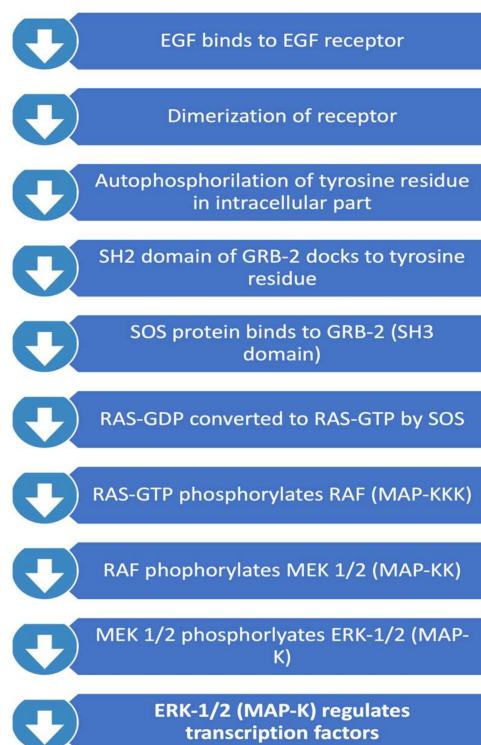 EGF binds to EGF receptor
Dimerization of receptor
Autophosphorilation of tyrosine residue
in intracellular part
SH2 domain of GRB-2 docks to tyrosine
residue
SOS protein binds to GRB-2 (SH3
domain)
RAS-GDP converted to RAS-GTP by SOS
RAS-GTP phosphorylates RAF (MAP-KKK)
RAF phophorylates MEK 1/2 (MAP-KK)
MEK 1/2 phosphorlyates ERK-1/2 (MAP-
K)
ERK-1/2 (MAP-K) regulates
transcription factors